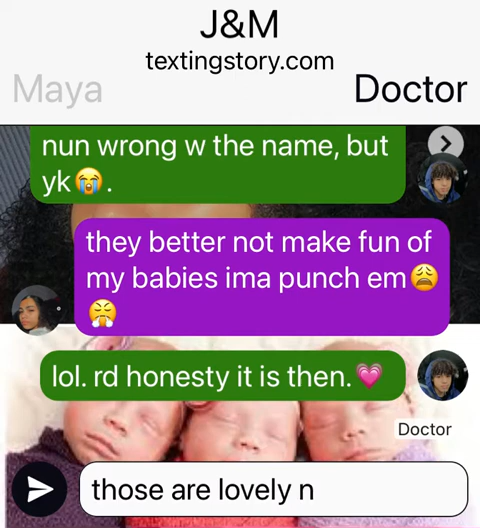 J&M
textingstory.com
Maya Doctor
nun wrong w the name, but
yk😭.
they better not make fun of
my babies ima punch em😩
😤
lol. rd honesty it is then.💗
Doctor
those are lovely n